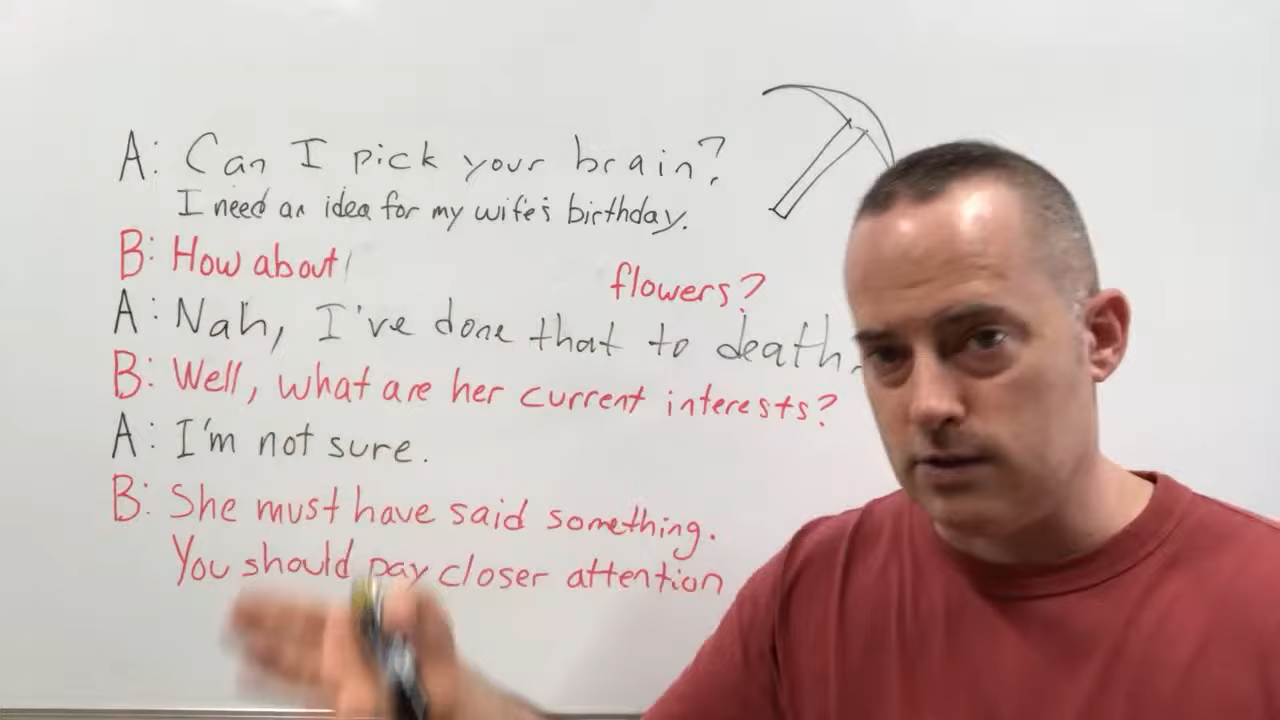 A: Can I pick your brain?
I need an idea for my wife's birthday.
B: How about flowers?
A: Nah, I've done that to death.
B: Well, what are her current interests?
A: I'm not sure.
B: She must have said something.
You should pay closer attention